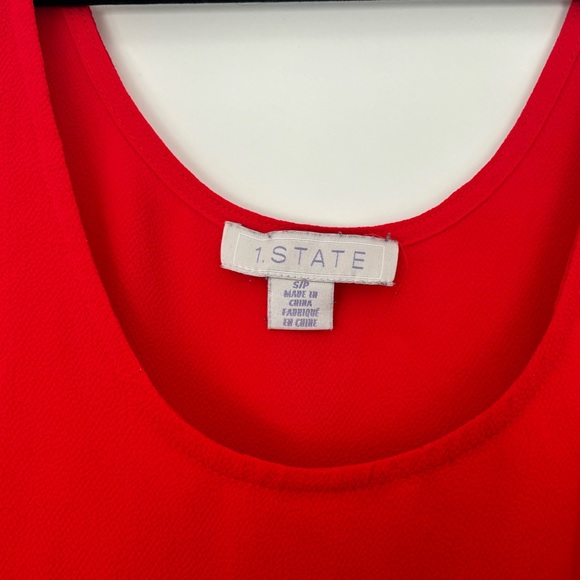 1.STATE
S/P
MADE IN
CHINA
FABRIQUÉ
EN CHINE